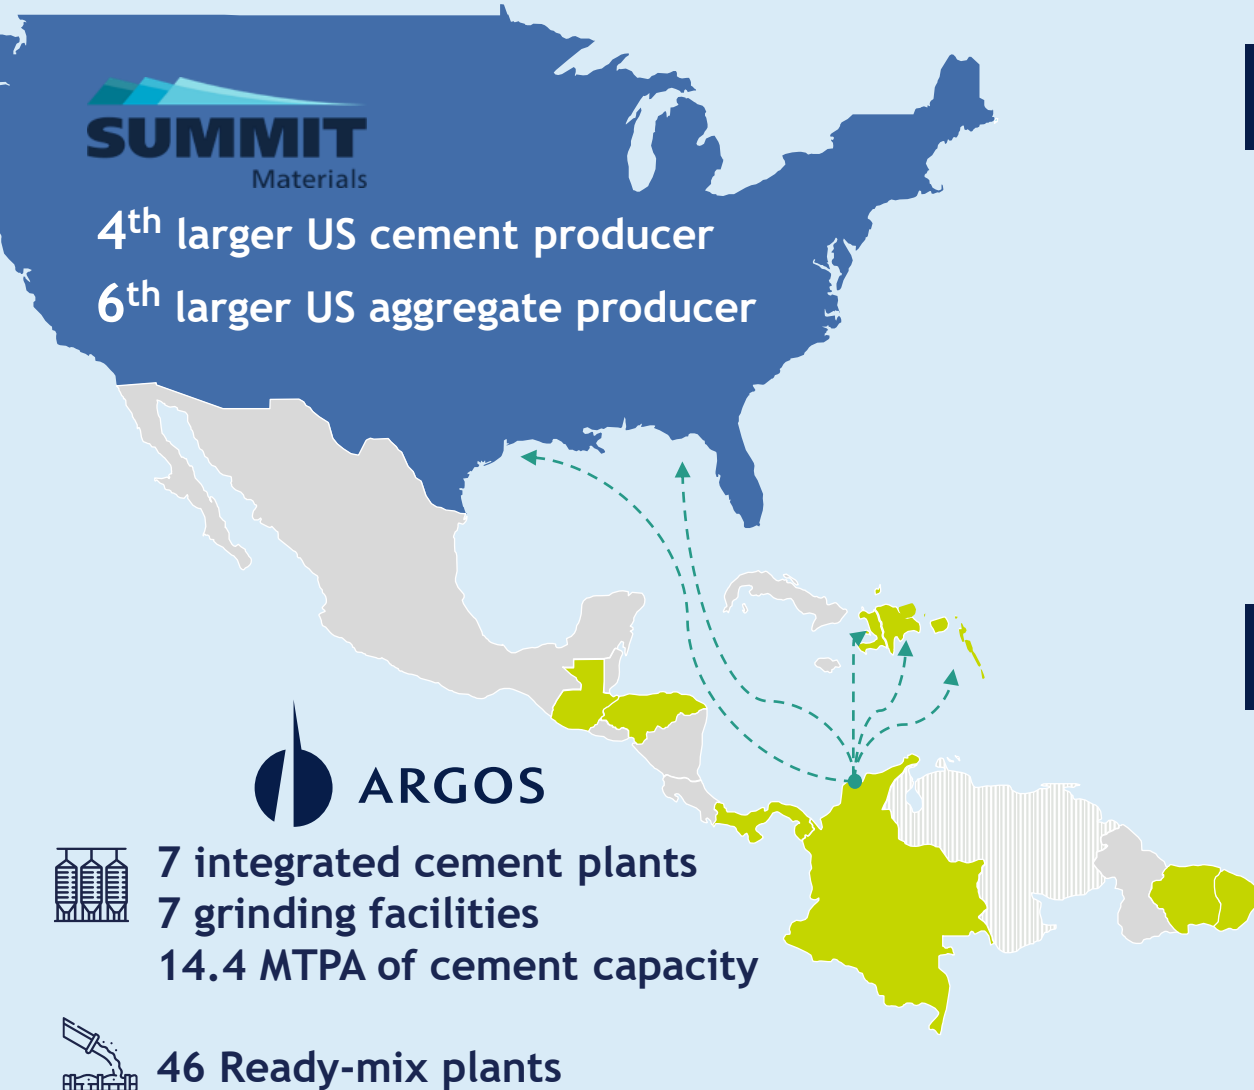 SUMMIT
Materials
4th larger US cement producer
6th larger US aggregate producer
ARGOS
7 integrated cement plants
7 grinding facilities
14.4 MTPA of cement capacity
46 Ready-mix plants